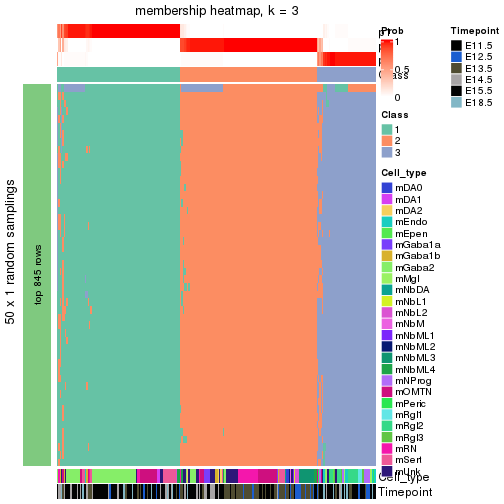 membership heatmap, k = 3
50 x 1 random samplings
top 845 rows
p1
Class
Cell_type
Timepoint
Prob
1
0.5
0
Class
1
2
3
Cell_type
mDA0
mDA1
mDA2
mEndo
mEpen
mGaba1a
mGaba1b
mGaba2
mMgl
mNbDA
mNbL1
mNbL2
mNbM
mNbML1
mNbML2
mNbML3
mNbML4
mNProg
mOMTN
mPeric
mRgl1
mRgl2
mRgl3
mRN
mSert
mUnk
Timepoint
E11.5
E12.5
E13.5
E14.5
E15.5
E18.5